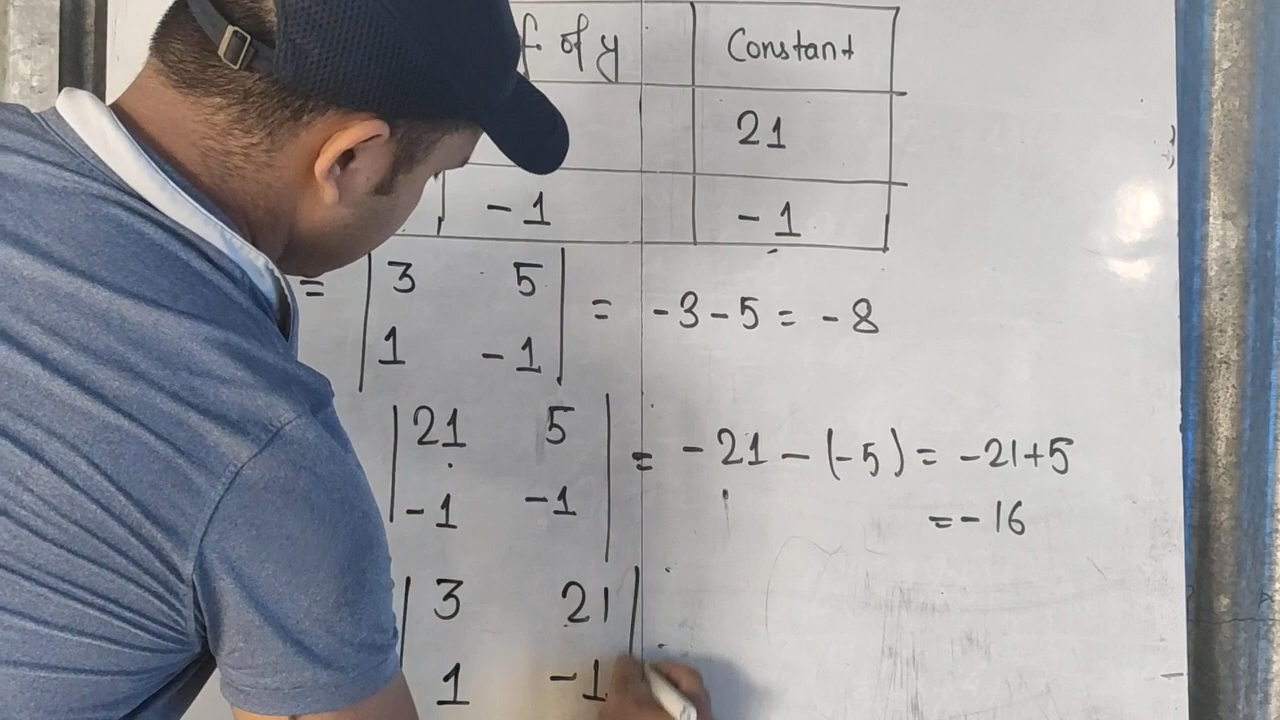 f. of y Constant
21
-1 -1
= | 3 5 | = -3-5 = -8
| 1 -1 |
| 21 5 | = -21-(-5) = -21+5
| -1 -1 | =-16
| 3 21 |
| 1 -1